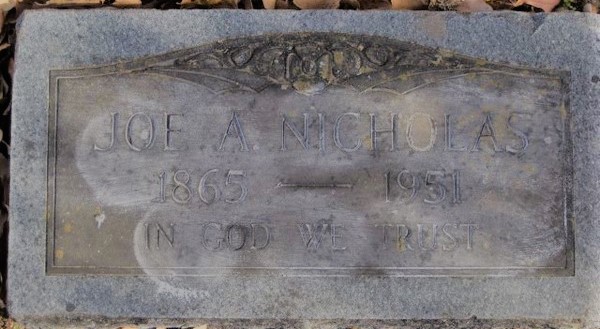 JOE A. NICHOLAS
1865 — 1951
IN GOD WE TRUST